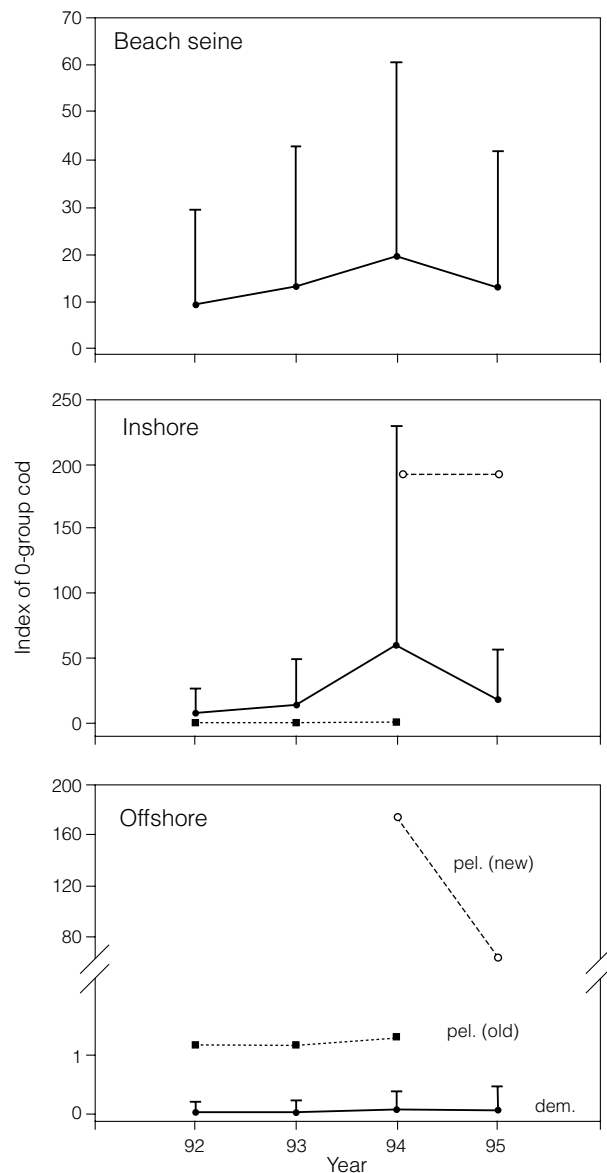 70
Beach seine
60
50
40
30
20
10
0
250
Inshore
200
150
100
50
0
Index of 0-group cod
200
Offshore
160
pel. (new)
120
80
pel. (old)
1
dem.
0
92 93 94 95
Year